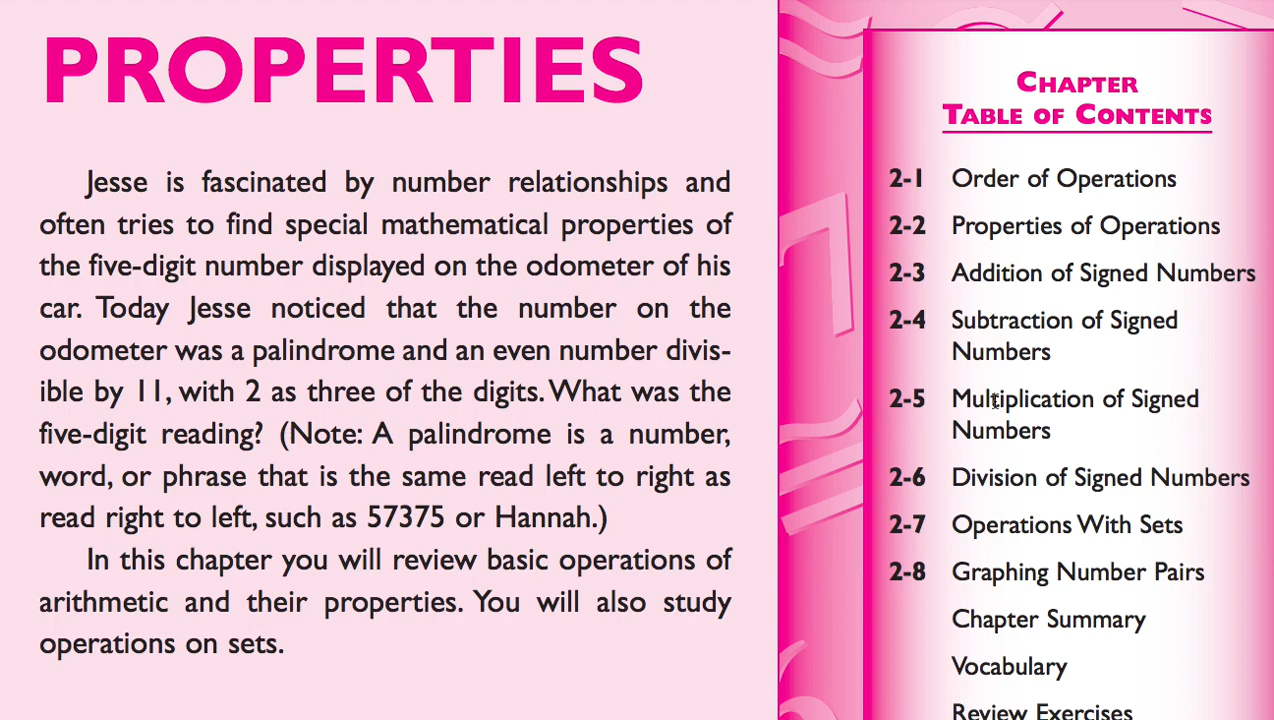 PROPERTIES
Jesse is fascinated by number relationships and
often tries to find special mathematical properties of
the five-digit number displayed on the odometer of his
car. Today Jesse noticed that the number on the
odometer was a palindrome and an even number divis-
ible by 11, with 2 as three of the digits. What was the
five-digit reading? (Note: A palindrome is a number,
word, or phrase that is the same read left to right as
read right to left, such as 57375 or Hannah.)
In this chapter you will review basic operations of
arithmetic and their properties. You will also study
operations on sets.
CHAPTER
TABLE OF CONTENTS
2-1 Order of Operations
2-2 Properties of Operations
2-3 Addition of Signed Numbers
2-4 Subtraction of Signed
Numbers
2-5 Multiplication of Signed
Numbers
2-6 Division of Signed Numbers
2-7 Operations With Sets
2-8 Graphing Number Pairs
Chapter Summary
Vocabulary
Review Exercises